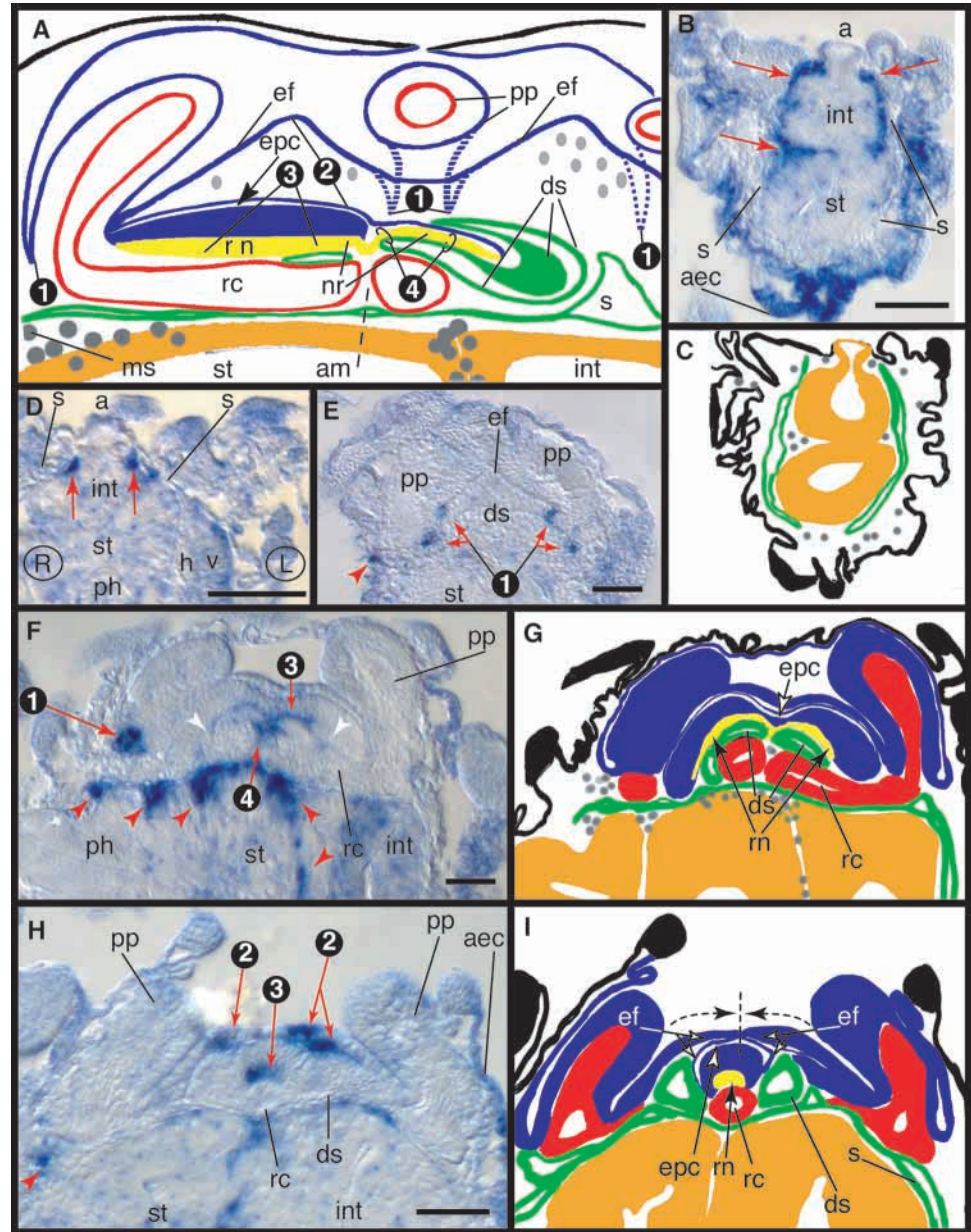 A
ef
pp
ef
epc
3
2
1
ds
r n
1
4
1
rc
nr
s
ms
st
am
int
B
a
int
s
st
s
s
aec
C
D
s
a
s
int
st
R
h
v
L
ph
E
ef
pp
pp
ds
1
st
F
pp
3
1
4
ph
st
rc
int
G
epc
ds
rn
rc
H
pp
2
2
pp
aec
3
rc
ds
st
int
I
ef
ef
epc
rn
rc
s
ds